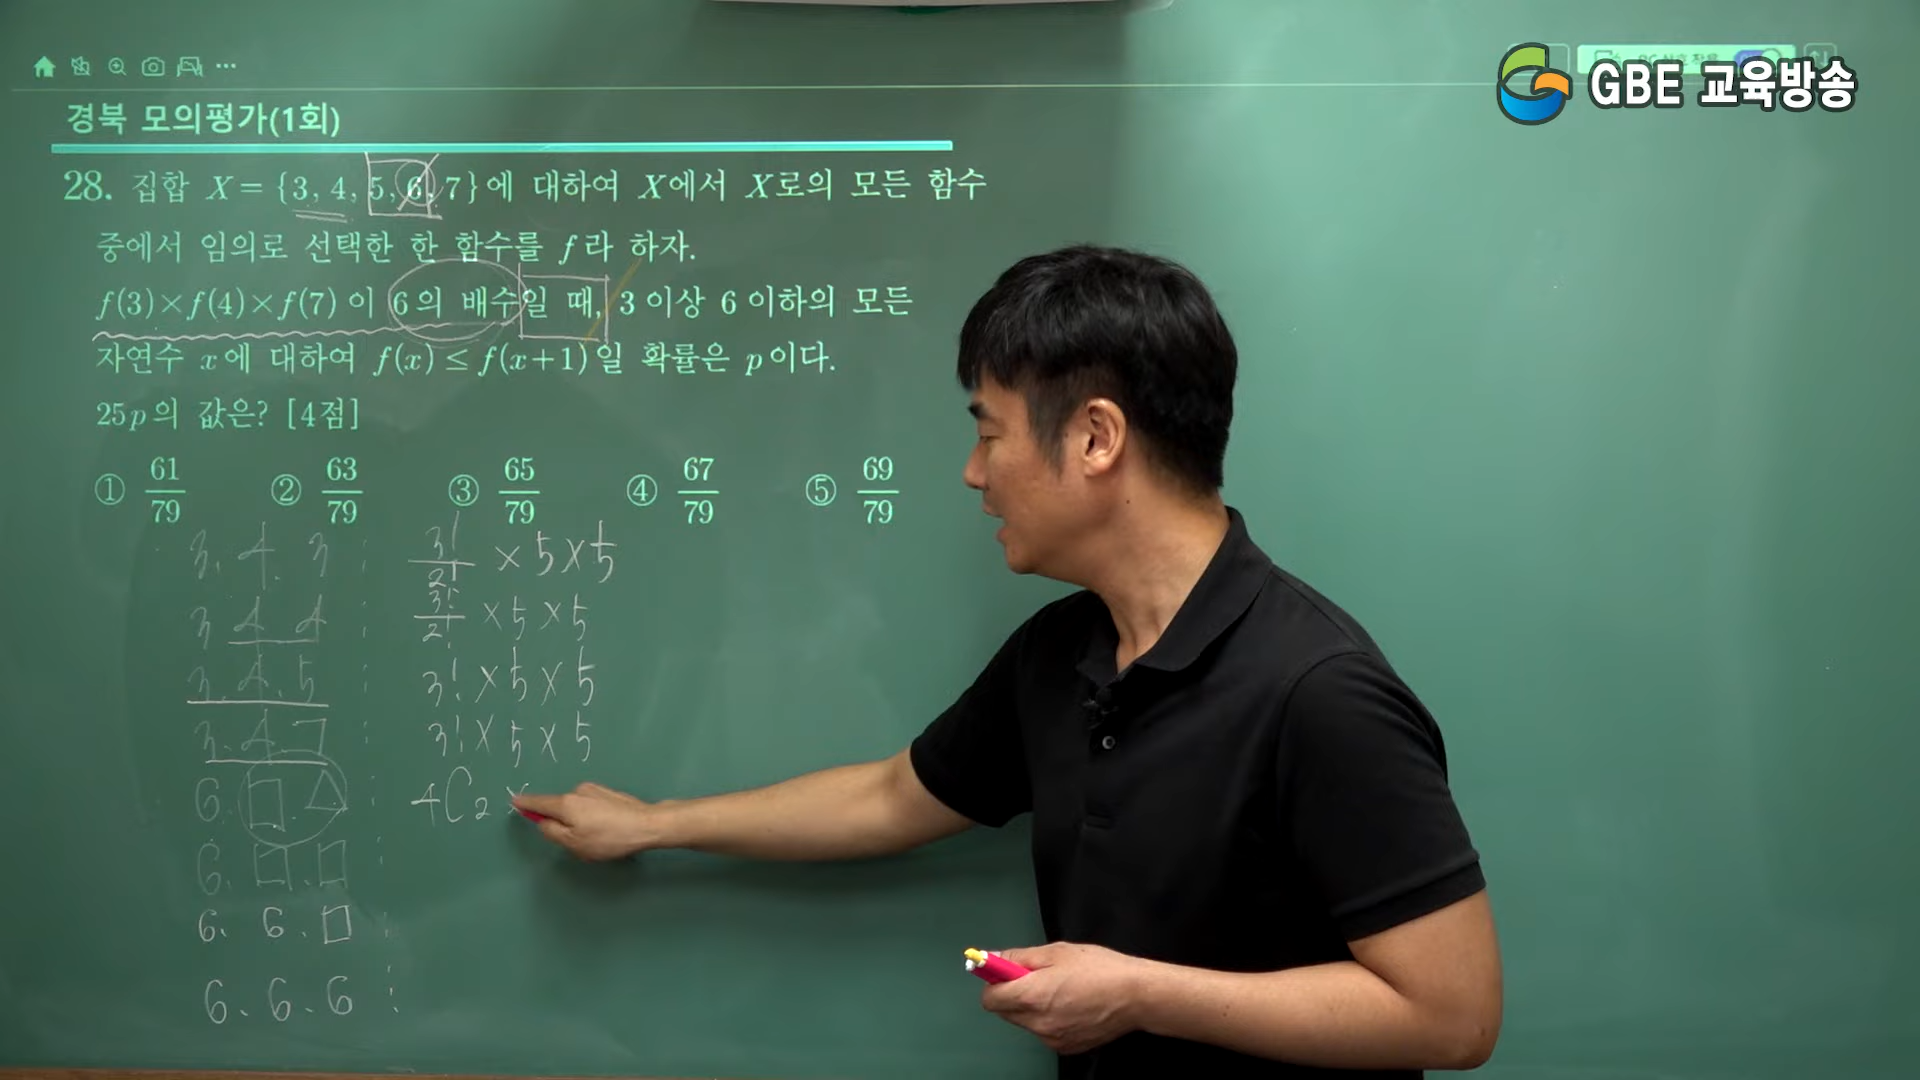 GBE 교육방송
경북 모의평가(1회)
28. 집합 X = {3, 4, 5, 6, 7}에 대하여 X에서 X로의 모든 함수
중에서 임의로 선택한 한 함수를 f라 하자.
f(3)×f(4)×f(7)이 6의 배수일 때, 3 이상 6 이하의 모든
자연수 x에 대하여 f(x) ≤ f(x+1)일 확률은 p이다.
25p의 값은? [4점]
① 61/79 ② 63/79 ③ 65/79 ④ 67/79 ⑤ 69/79
3. 4. 3 : 3!/2! × 5 × 5
3 4 4 : 3!/2! × 5 × 5
3. 4. 5 : 3! × 5 × 5
3. 4. 7 : 3! × 5 × 5
6. □. △ : 4C2 ×
6. □. □ :
6. 6. □ :
6. 6. 6 :